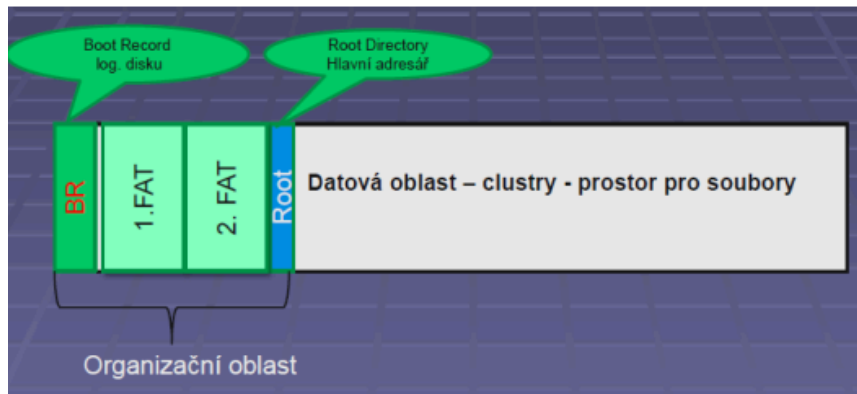 Boot Record
log. disku
Root Directory
Hlavní adresář
BR
1.FAT
2. FAT
Root
Datová oblast – clustry - prostor pro soubory
Organizační oblast